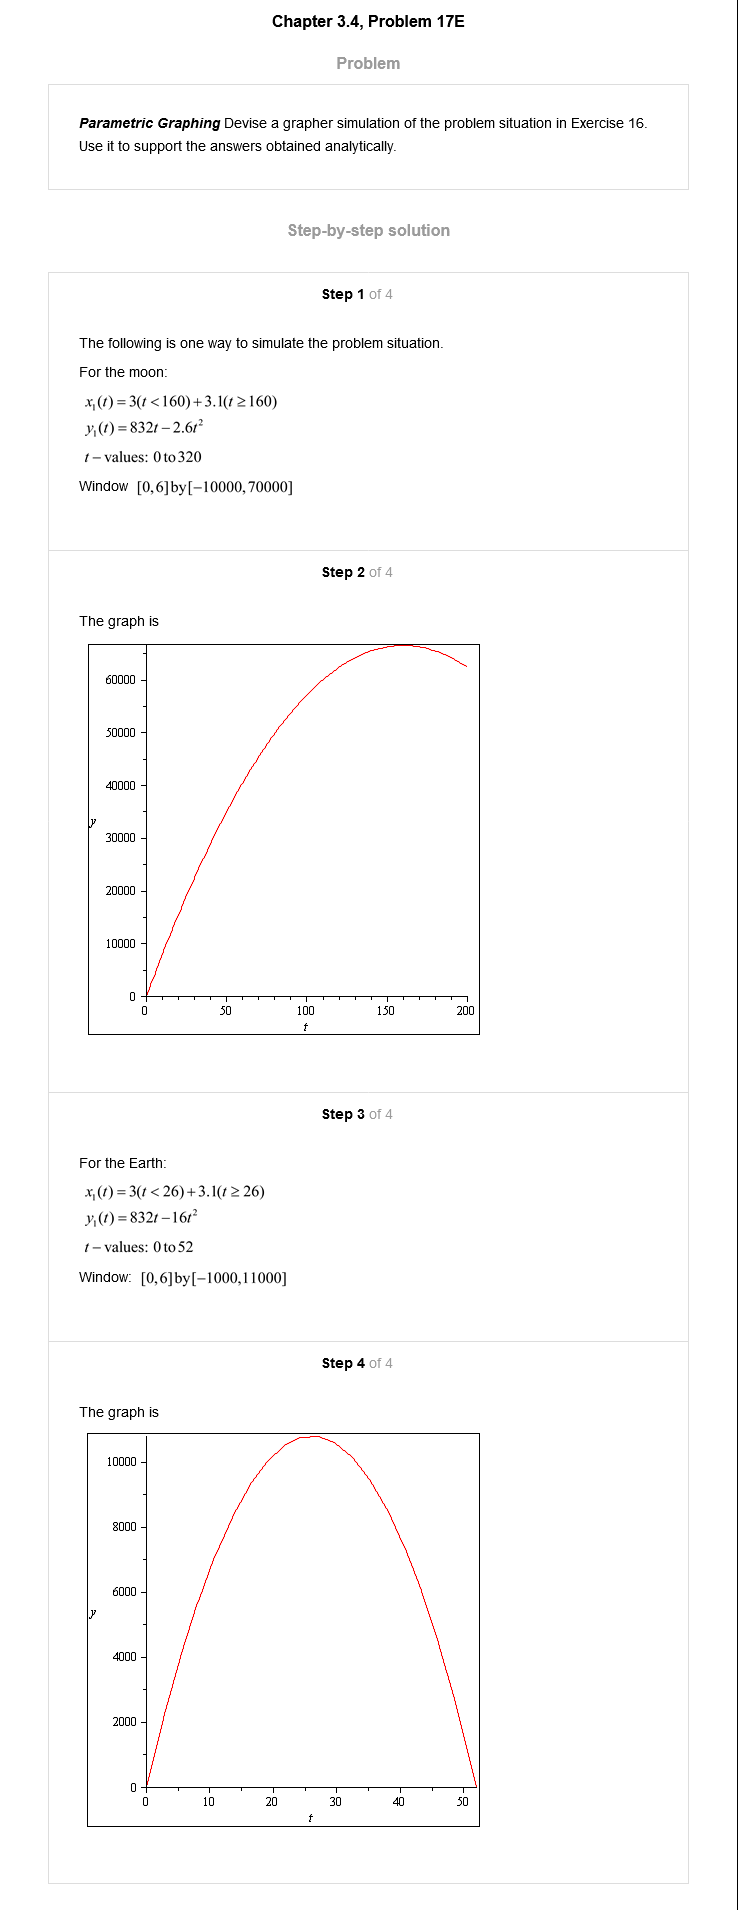 Chapter 3.4, Problem 17E
Problem
Parametric Graphing Devise a grapher simulation of the problem situation in Exercise 16.
Use it to support the answers obtained analytically.
Step-by-step solution
Step 1 of 4
The following is one way to simulate the problem situation.
For the moon:
x₁(t) = 3(t < 160) + 3.1(t ≥ 160)
y₁(t) = 832t − 2.6t²
t − values: 0 to 320
Window [0,6] by [−10000, 70000]
Step 2 of 4
The graph is
60000
50000
40000
y
30000
20000
10000
0
0 50 100 150 200
t
Step 3 of 4
For the Earth:
x₁(t) = 3(t < 26) + 3.1(t ≥ 26)
y₁(t) = 832t − 16t²
t − values: 0 to 52
Window: [0,6] by [−1000, 11000]
Step 4 of 4
The graph is
10000
8000
6000
y
4000
2000
0
0 10 20 30 40 50
t